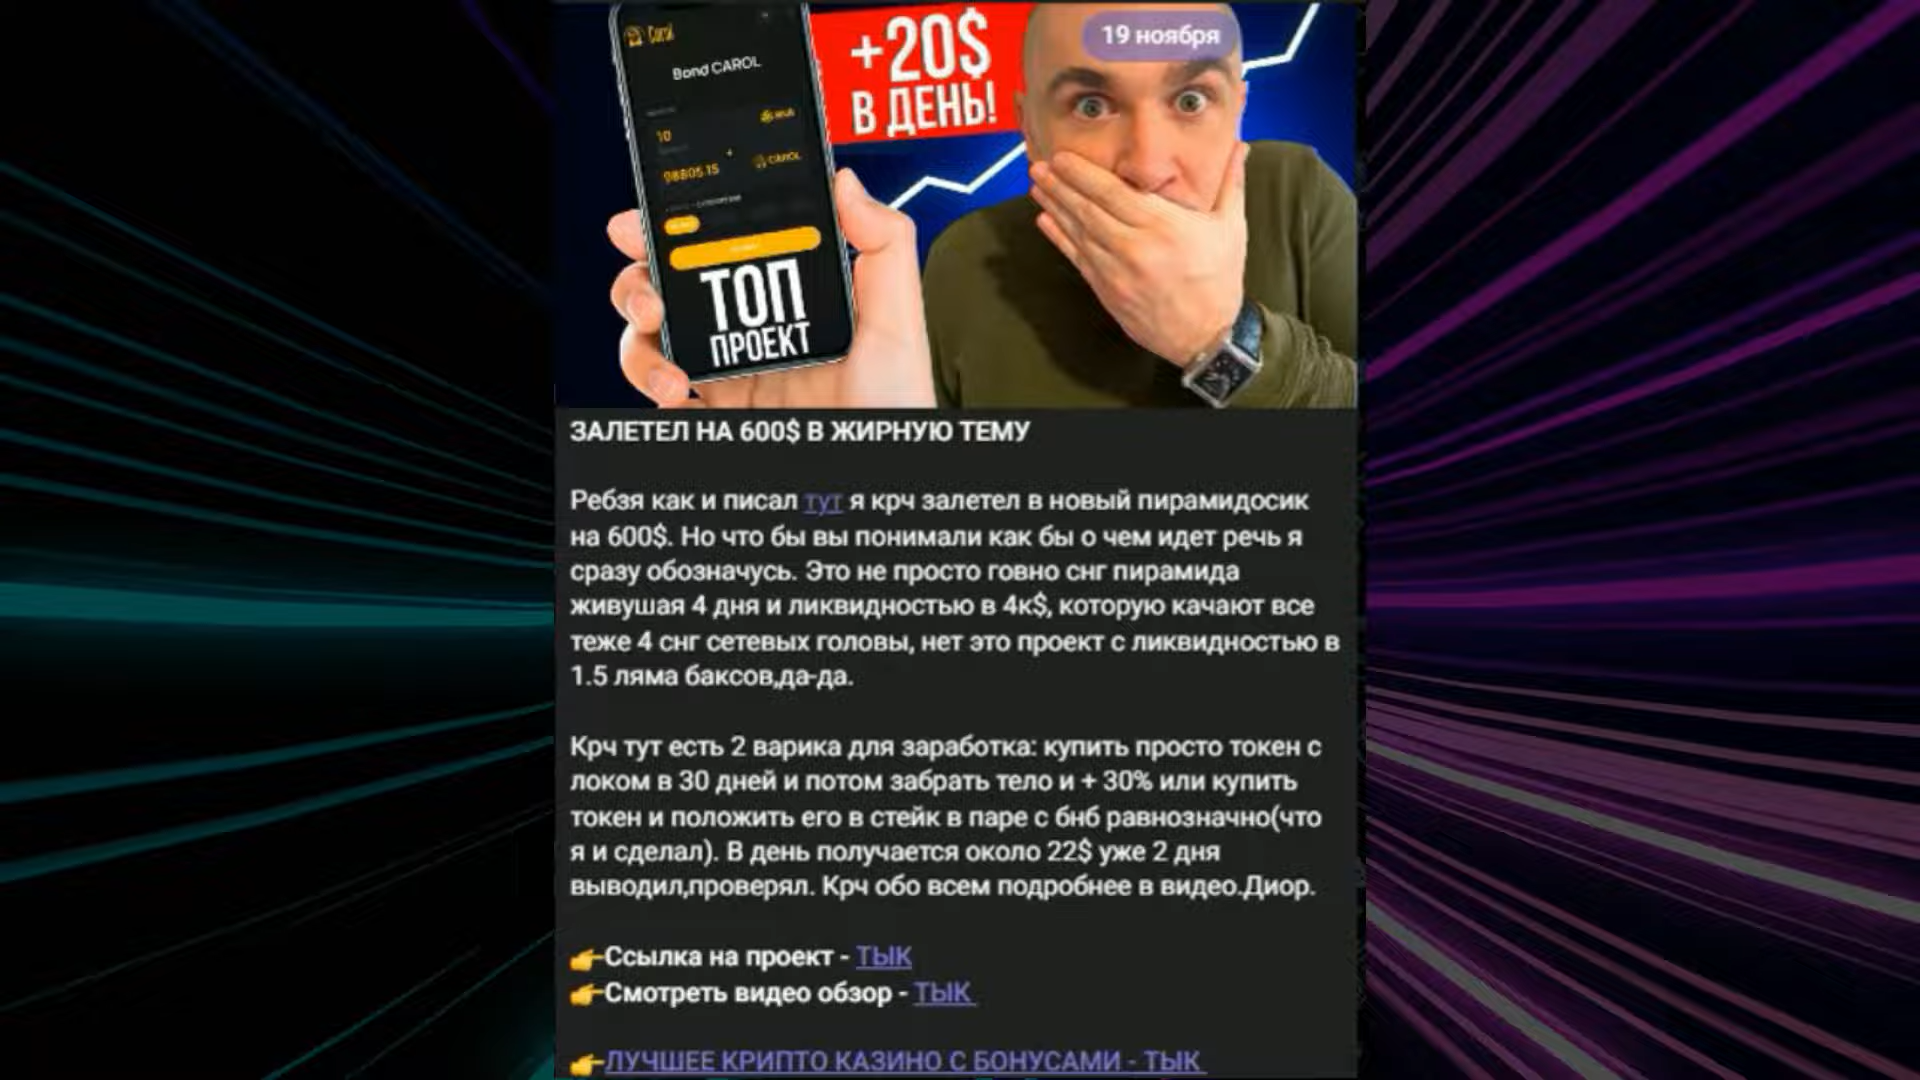 19 ноября
+20$
В ДЕНЬ!
Bond CAROL
10
CAROL
ТОП
ПРОЕКТ
ЗАЛЕТЕЛ НА 600$ В ЖИРНУЮ ТЕМУ
Ребзя как и писал тут я крч залетел в новый пирамидосик
на 600$. Но что бы вы понимали как бы о чем идет речь я
сразу обозначусь. Это не просто говно снг пирамида
живушая 4 дня и ликвидностью в 4к$, которую качают все
теже 4 снг сетевых головы, нет это проект с ликвидностью в
1.5 ляма баксов,да-да.
Крч тут есть 2 варика для заработка: купить просто токен с
локом в 30 дней и потом забрать тело и + 30% или купить
токен и положить его в стейк в паре с бнб равнозначно(что
я и сделал). В день получается около 22$ уже 2 дня
выводил,проверял. Крч обо всем подробнее в видео.Диор.
👉Ссылка на проект - ТЫК
👉Смотреть видео обзор - ТЫК
👉ЛУЧШЕЕ КРИПТО КАЗИНО С БОНУСАМИ - ТЫК